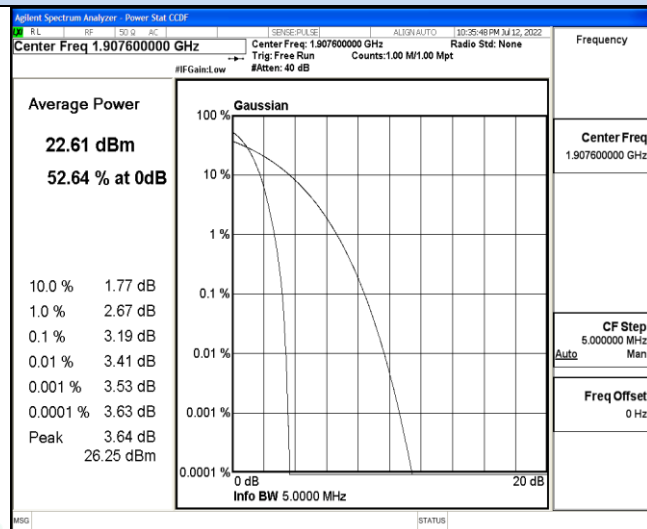 Agilent Spectrum Analyzer - Power Stat CCDF
RL RF 50 Ω AC SENSE:PULSE ALIGN AUTO 10:35:48 PM Jul 12, 2022
Center Freq 1.907600000 GHz
Center Freq: 1.907600000 GHz Radio Std: None
Trig: Free Run Counts:1.00 M/1.00 Mpt
#IFGain:Low #Atten: 40 dB
Frequency
Average Power
22.61 dBm
52.64 % at 0dB
10.0 % 1.77 dB
1.0 % 2.67 dB
0.1 % 3.19 dB
0.01 % 3.41 dB
0.001 % 3.53 dB
0.0001 % 3.63 dB
Peak 3.64 dB
26.25 dBm
Gaussian
100 %
10 %
1 %
0.1 %
0.01 %
0.001 %
0.0001 %
0 dB 20 dB
Info BW 5.0000 MHz
Center Freq
1.907600000 GHz
CF Step
5.000000 MHz
Auto Man
Freq Offset
0 Hz
MSG STATUS